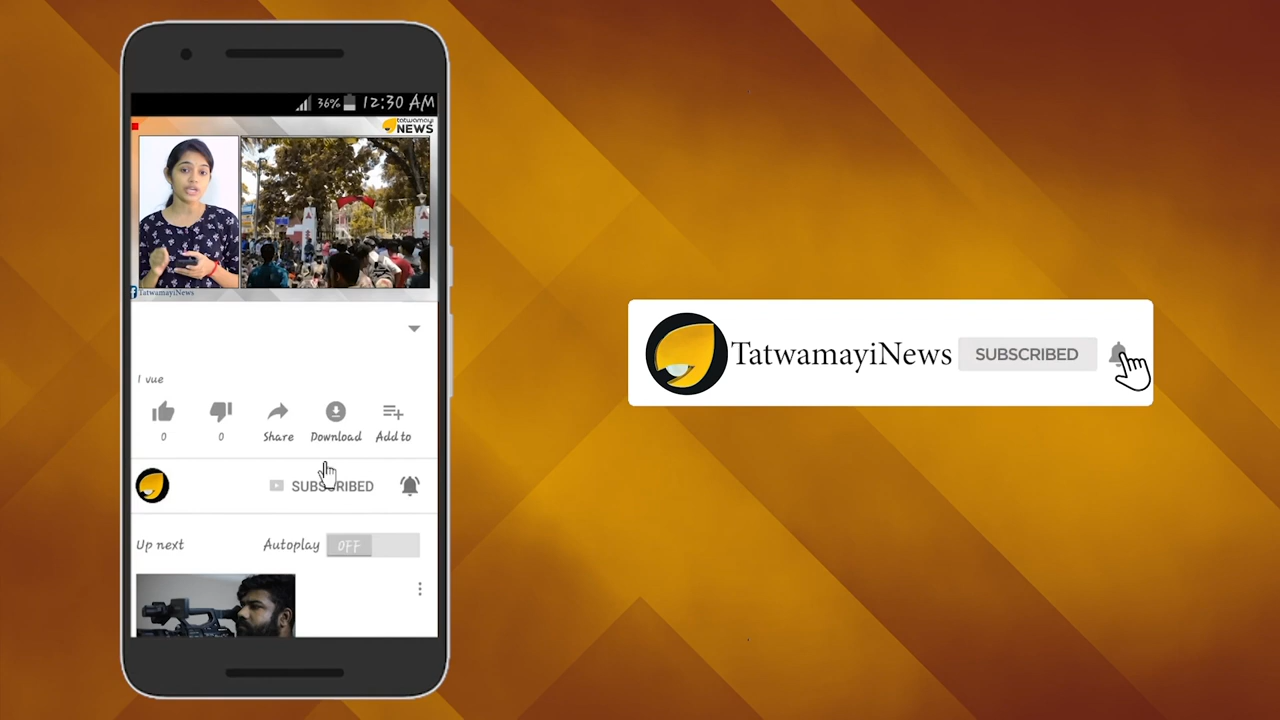 36% 12:30 AM
tatwamayi
NEWS
TatwamayiNews
1 vue
0 0 Share Download Add to
SUBSCRIBED
Up next Autoplay OFF
TatwamayiNews SUBSCRIBED